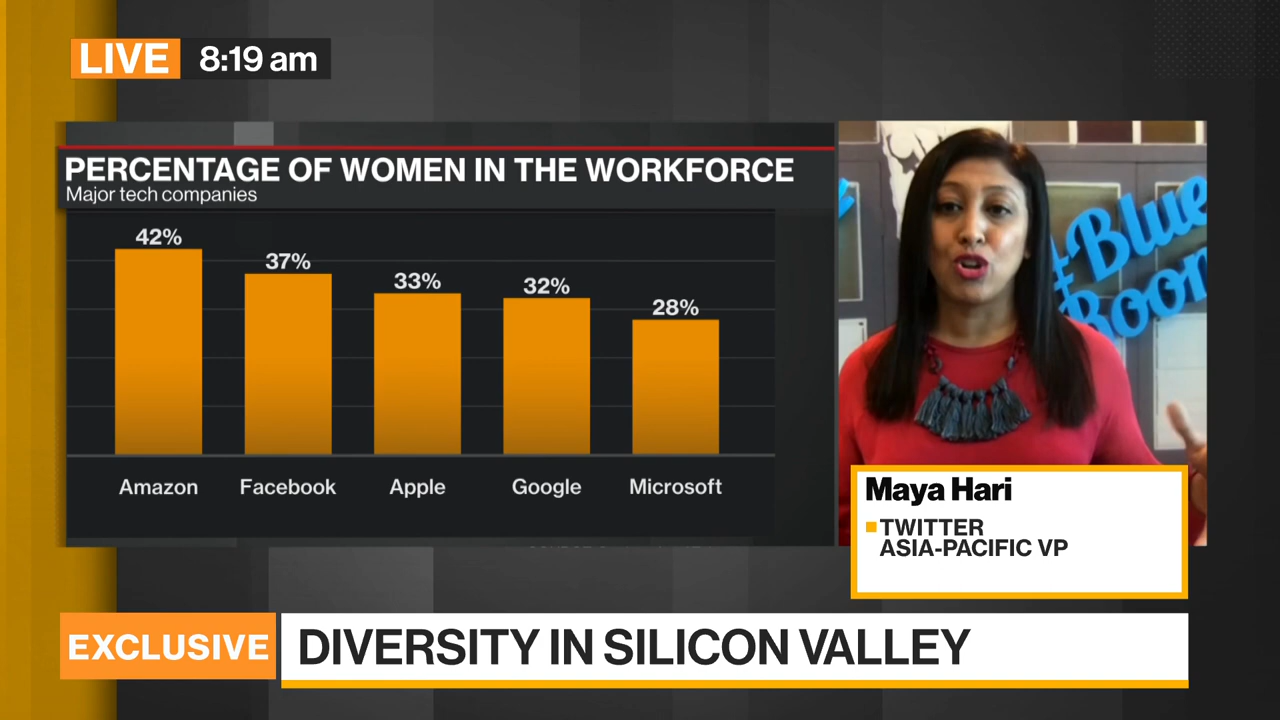 LIVE 8:19 am
PERCENTAGE OF WOMEN IN THE WORKFORCE
Major tech companies
42%
37%
33%
32%
28%
Amazon
Facebook
Apple
Google
Microsoft
#Blue
Maya Hari
TWITTER
ASIA-PACIFIC VP
EXCLUSIVE
DIVERSITY IN SILICON VALLEY